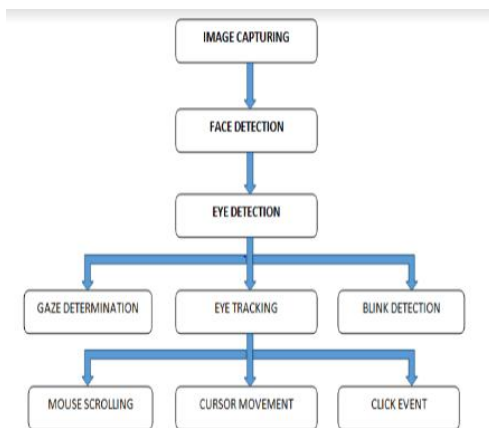 IMAGE CAPTURING
FACE DETECTION
EYE DETECTION
GAZE DETERMINATION
EYE TRACKING
BLINK DETECTION
MOUSE SCROLLING
CURSOR MOVEMENT
CLICK EVENT